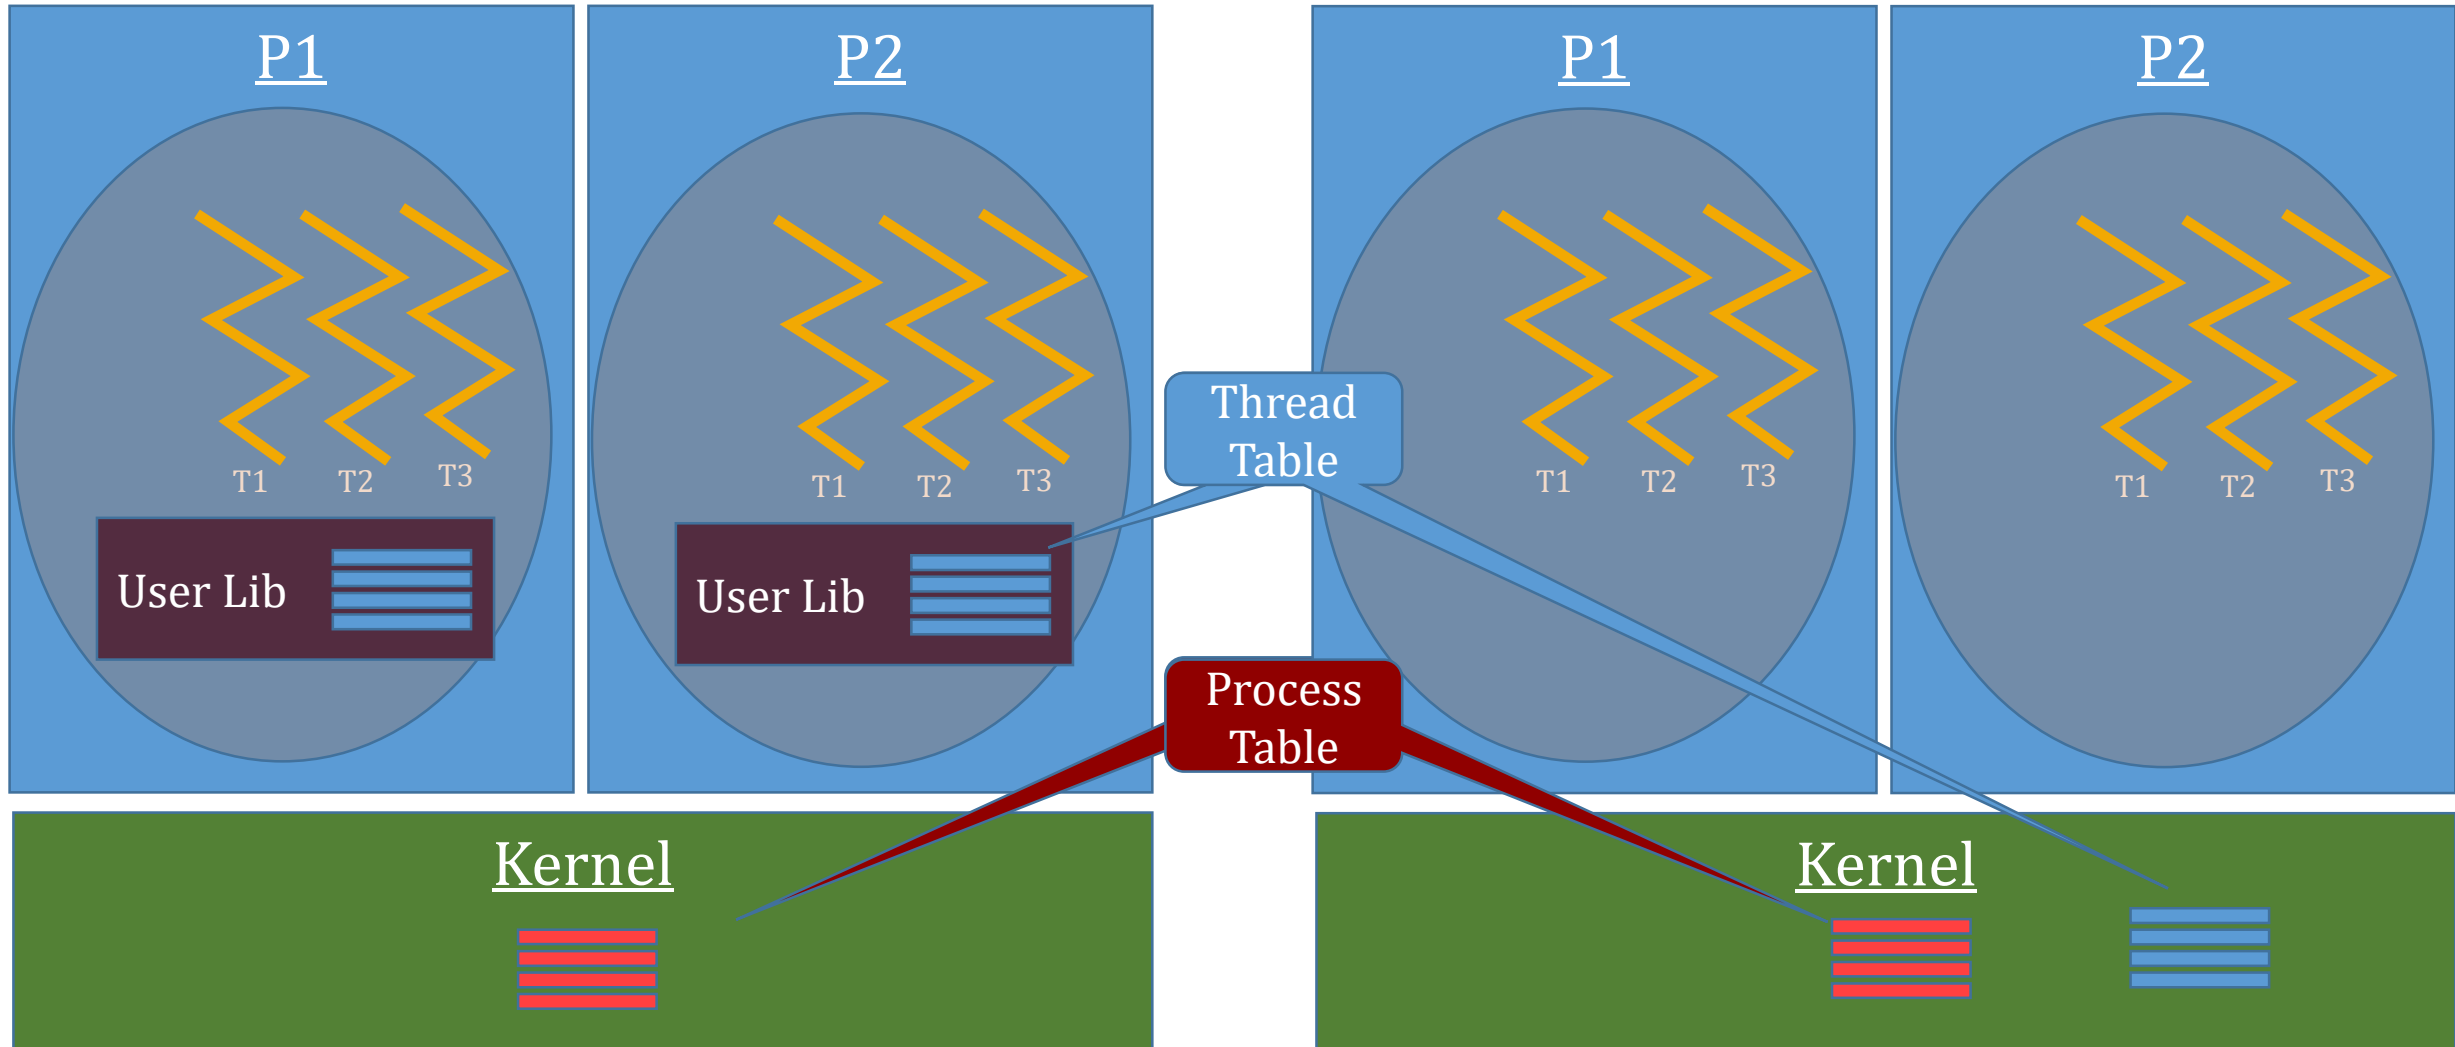 P1
P2
T1
T2
T3
User Lib
T1
T2
T3
User Lib
Kernel
Thread
Table
Process
Table
P1
P2
T1
T2
T3
T1
T2
T3
Kernel